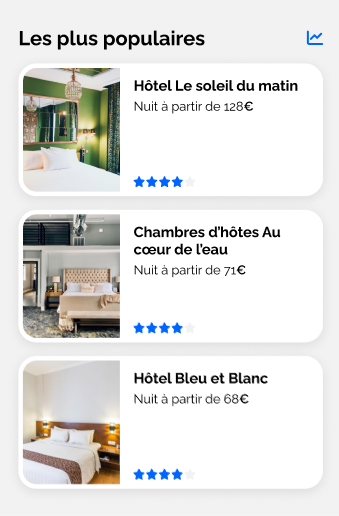 Les plus populaires
Hôtel Le soleil du matin
Nuit à partir de 128€
Chambres d’hôtes Au
cœur de l’eau
Nuit à partir de 71€
Hôtel Bleu et Blanc
Nuit à partir de 68€